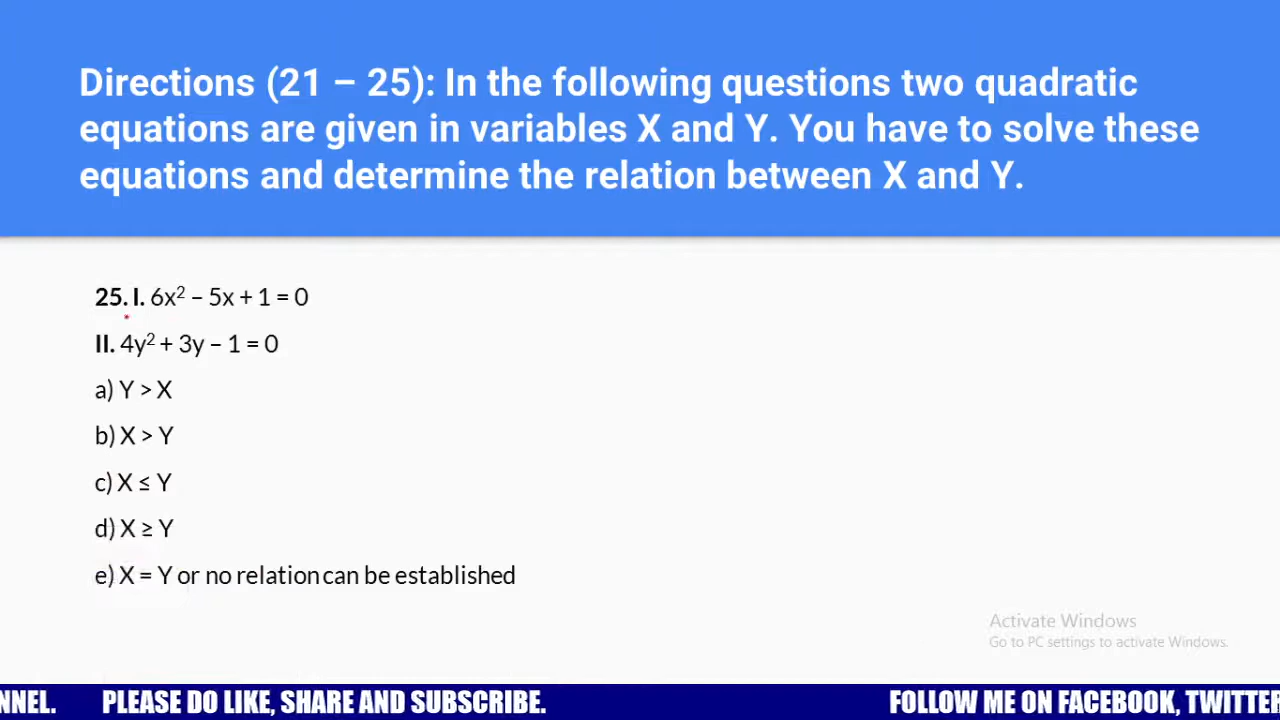 Directions (21 – 25): In the following questions two quadratic
equations are given in variables X and Y. You have to solve these
equations and determine the relation between X and Y.
25. I. 6x² – 5x + 1 = 0
II. 4y² + 3y – 1 = 0
a) Y > X
b) X > Y
c) X ≤ Y
d) X ≥ Y
e) X = Y or no relation can be established
Activate Windows
Go to PC settings to activate Windows.
NNEL. PLEASE DO LIKE, SHARE AND SUBSCRIBE. FOLLOW ME ON FACEBOOK, TWITTER